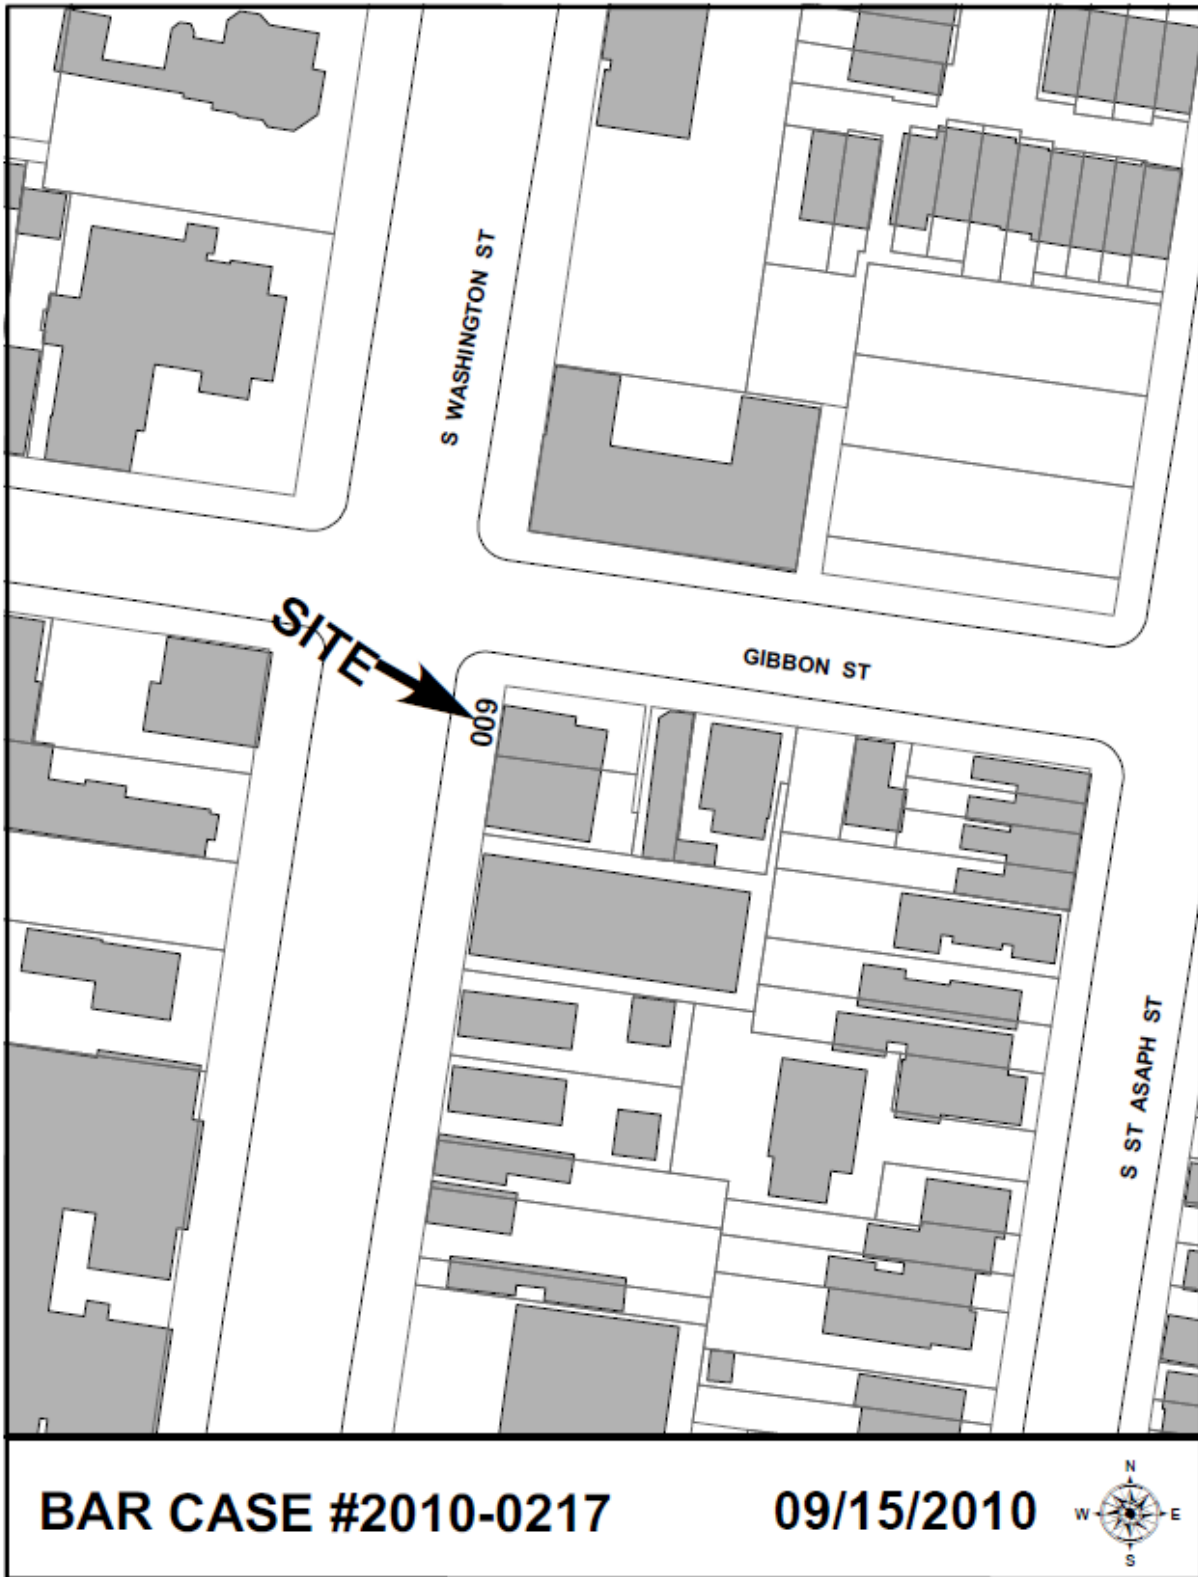 S WASHINGTON ST
SITE
GIBBON ST
600
S ST ASAPH ST
BAR CASE #2010-0217
09/15/2010
N
W E
S